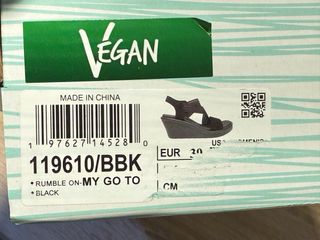 VEGAN
MADE IN CHINA
1 97627 14528 0
119610/BBK
• RUMBLE ON-MY GO TO
• BLACK
EUR
CM